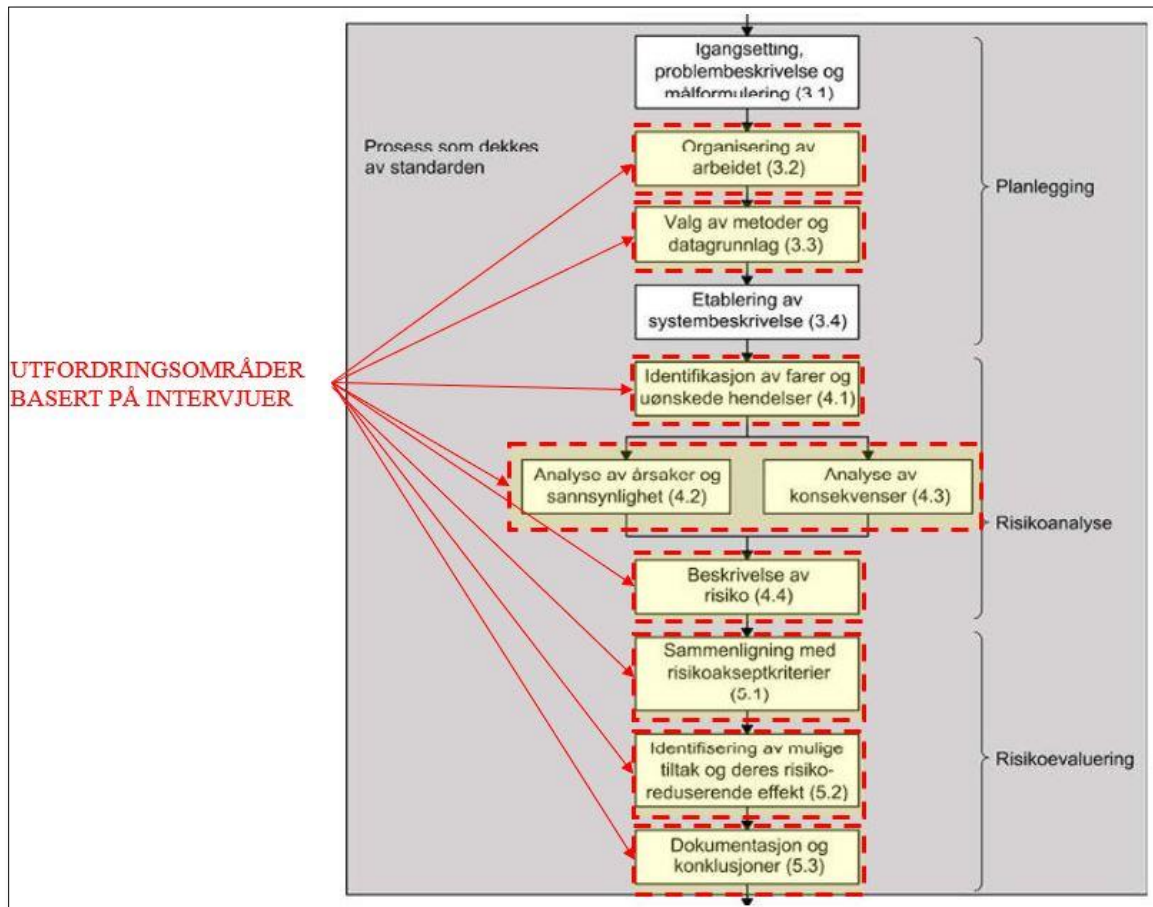 Igangsetting,
problembeskrivelse og
målformulering (3.1)
Prosess som dekkes
av standarden
Organisering av
arbeidet (3.2)
Valg av metoder og
datagrunnlag (3.3)
Planlegging
Etablering av
systembeskrivelse (3.4)
UTFORDRINGSOMRÅDER
BASERT PÅ INTERVJUER
Identifikasjon av farer og
uønskede hendelser (4.1)
Analyse av årsaker og
sannsynlighet (4.2)
Analyse av
konsekvenser (4.3)
Risikoanalyse
Beskrivelse av
risiko (4.4)
Sammenligning med
risikoakseptkriterier
(5.1)
Identifisering av mulige
tiltak og deres risiko-
reduserende effekt (5.2)
Risikoevaluering
Dokumentasjon og
konklusjoner (5.3)